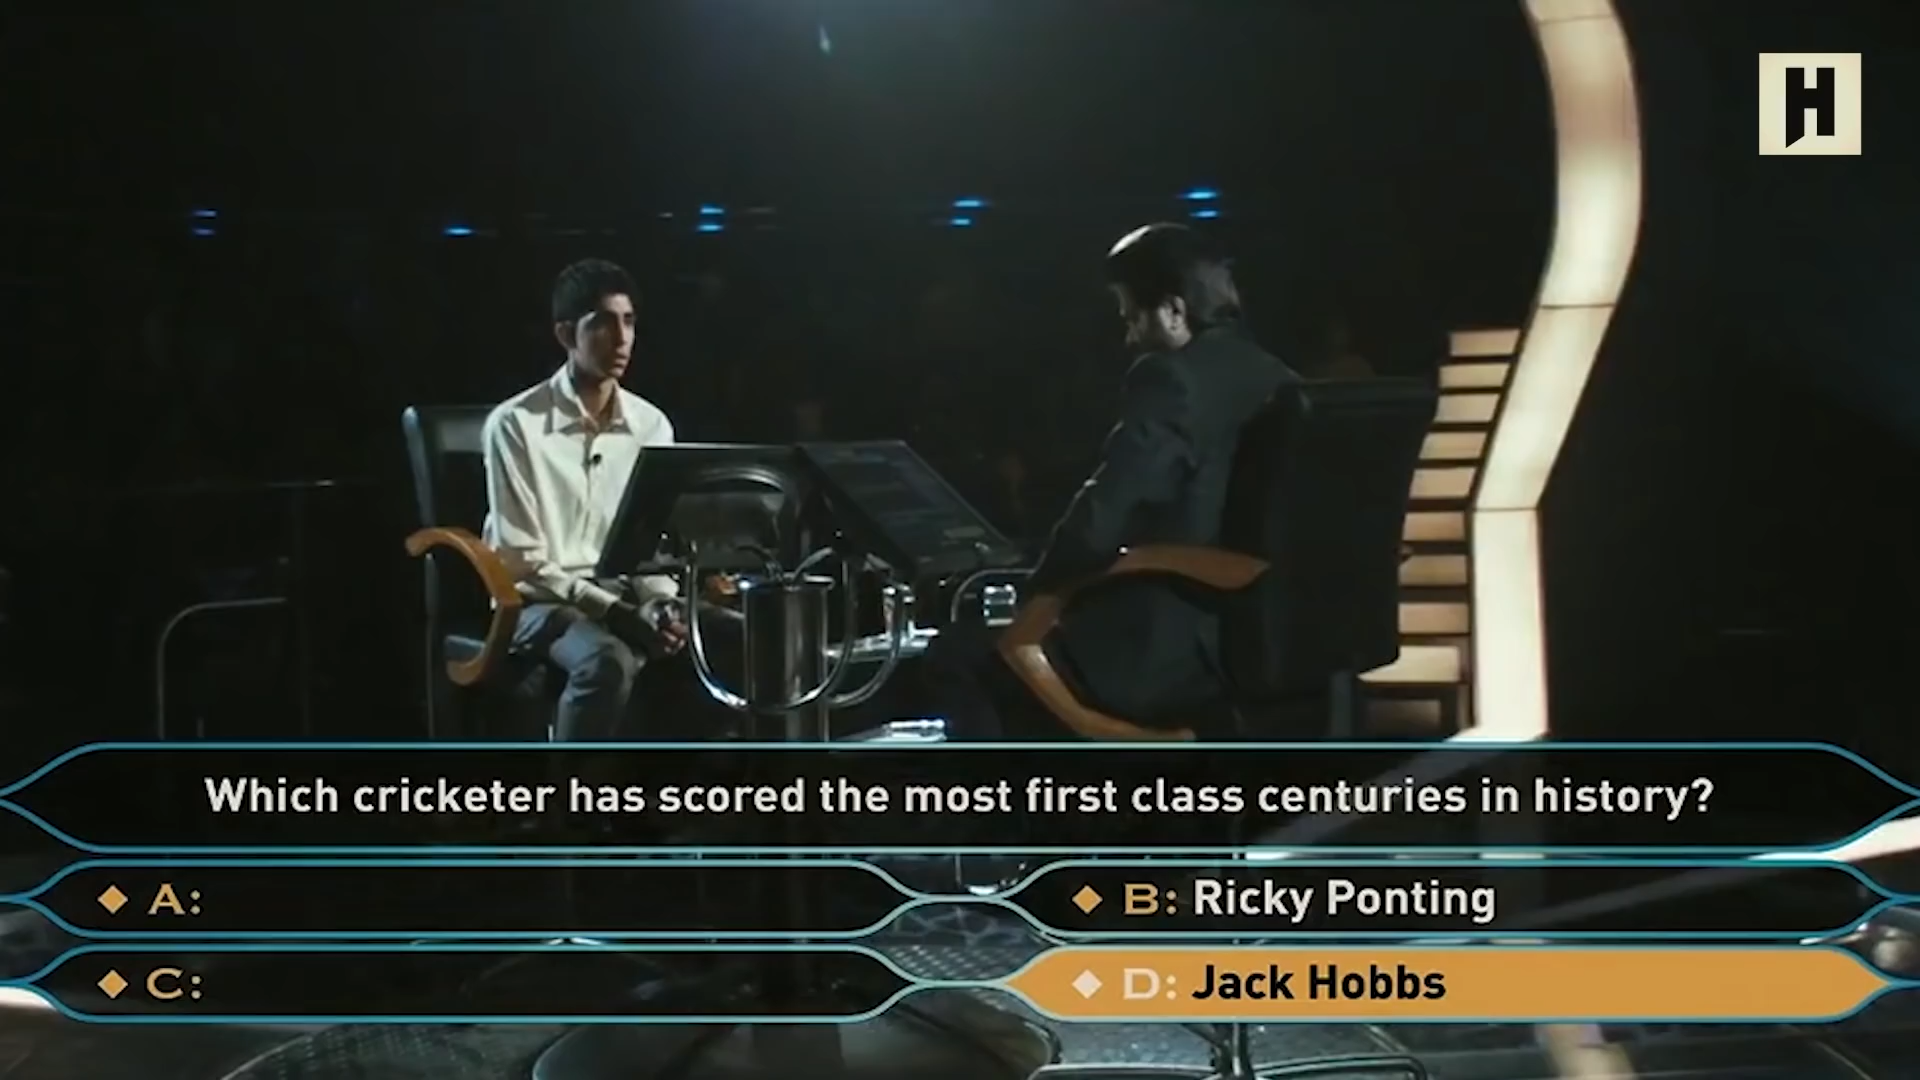 H
Which cricketer has scored the most first class centuries in history?
A:
B: Ricky Ponting
C:
D: Jack Hobbs